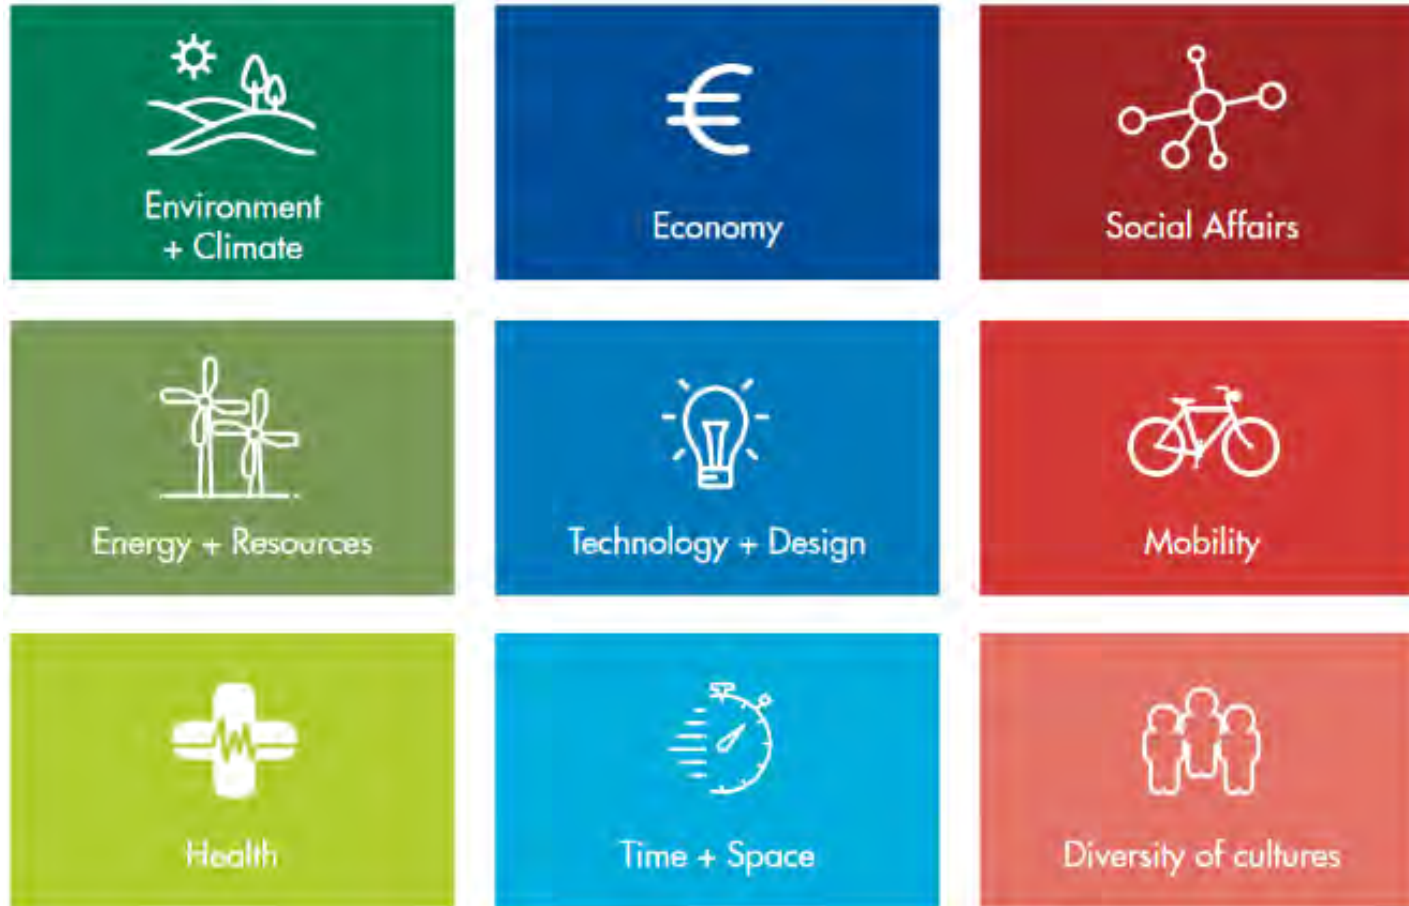 Environment
+ Climate
Economy
Social Affairs
Energy + Resources
Technology + Design
Mobility
Health
Time + Space
Diversity of cultures